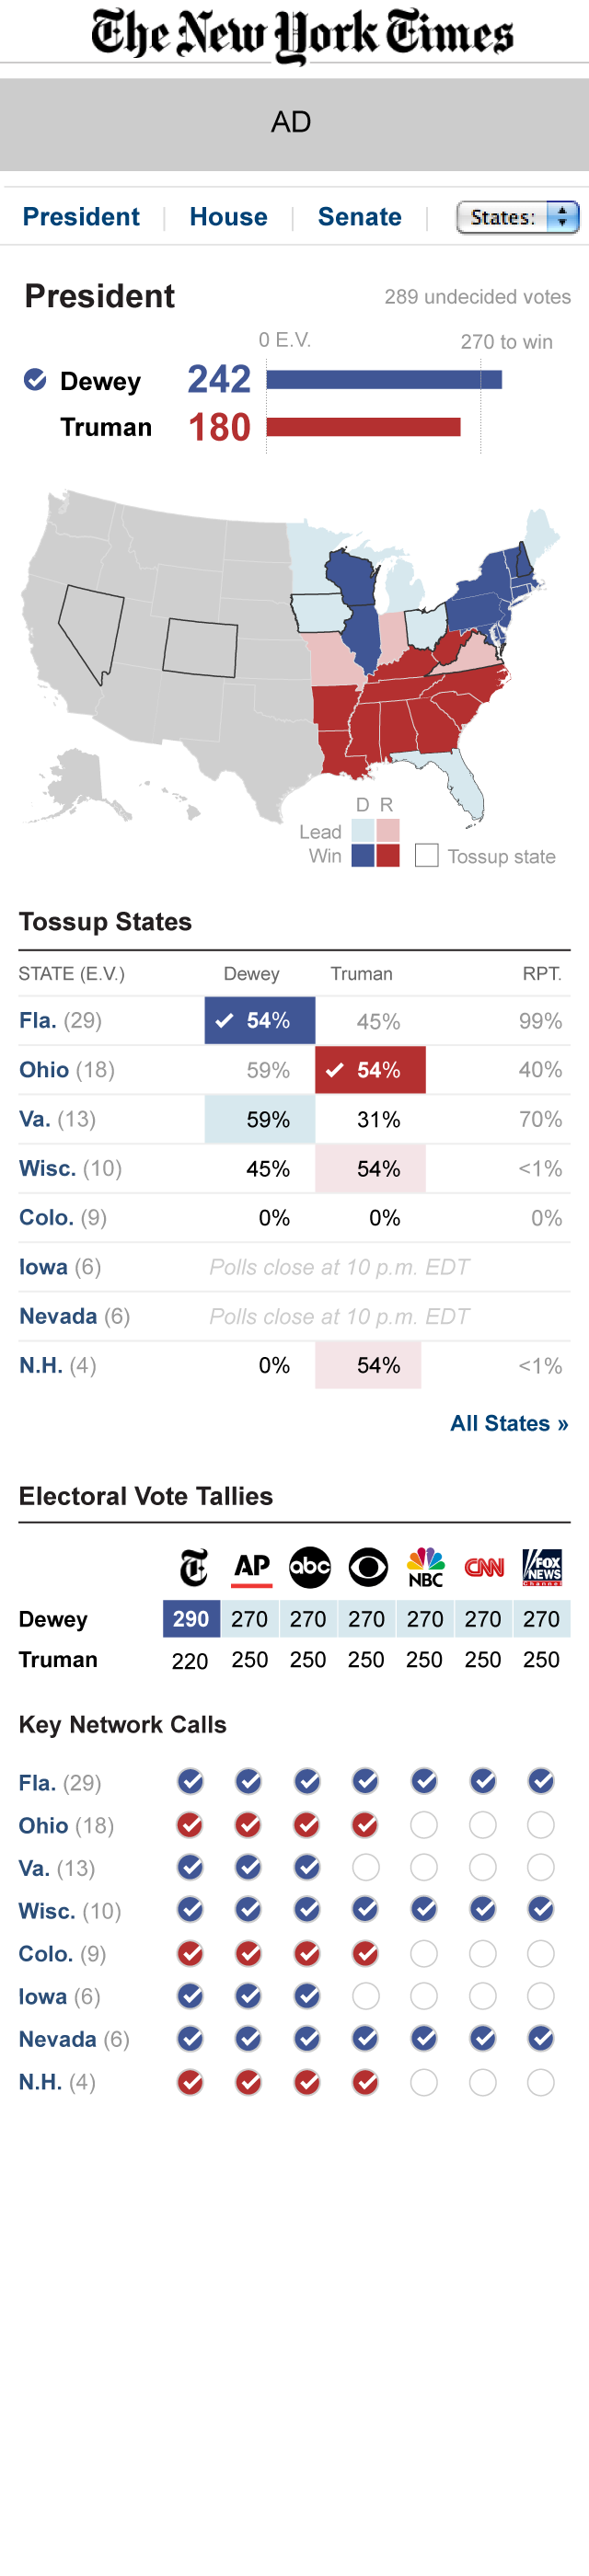 The New York Times
AD
President House Senate States:
President 289 undecided votes
0 E.V. 270 to win
Dewey 242
Truman 180
D R
Lead
Win Tossup state
Tossup States
STATE (E.V.) Dewey Truman RPT.
Fla. (29) 54% 45% 99%
Ohio (18) 59% 54% 40%
Va. (13) 59% 31% 70%
Wisc. (10) 45% 54% <1%
Colo. (9) 0% 0% 0%
Iowa (6) Polls close at 10 p.m. EDT
Nevada (6) Polls close at 10 p.m. EDT
N.H. (4) 0% 54% <1%
All States »
Electoral Vote Tallies
T AP abc NBC CNN FOX NEWS Channel
Dewey 290 270 270 270 270 270 270
Truman 220 250 250 250 250 250 250
Key Network Calls
Fla. (29)
Ohio (18)
Va. (13)
Wisc. (10)
Colo. (9)
Iowa (6)
Nevada (6)
N.H. (4)